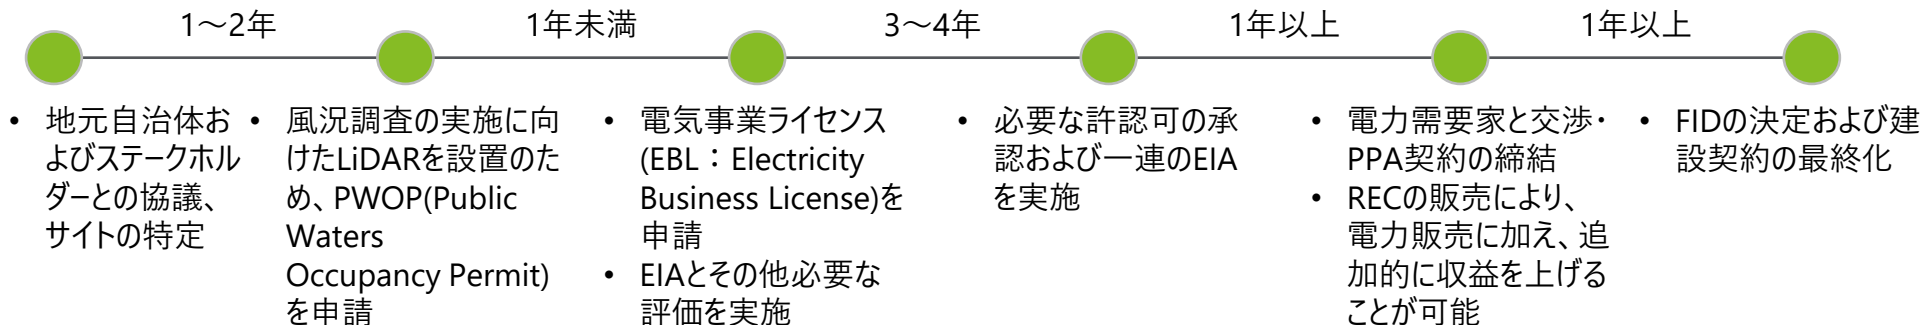 1～2年
1年未満
3～4年
1年以上
1年以上
• 地元自治体お
よびステークホル
ダーとの協議、
サイトの特定
• 風況調査の実施に向
けたLiDARを設置のた
め、PWOP(Public
Waters
Occupancy Permit)
を申請
• 電気事業ライセンス
(EBL：Electricity
Business License)を
申請
• EIAとその他必要な
評価を実施
• 必要な許認可の承
認および一連のEIA
を実施
• 電力需要家と交渉・
PPA契約の締結
• RECの販売により、
電力販売に加え、追
加的に収益を上げる
ことが可能
• FIDの決定および建
設契約の最終化